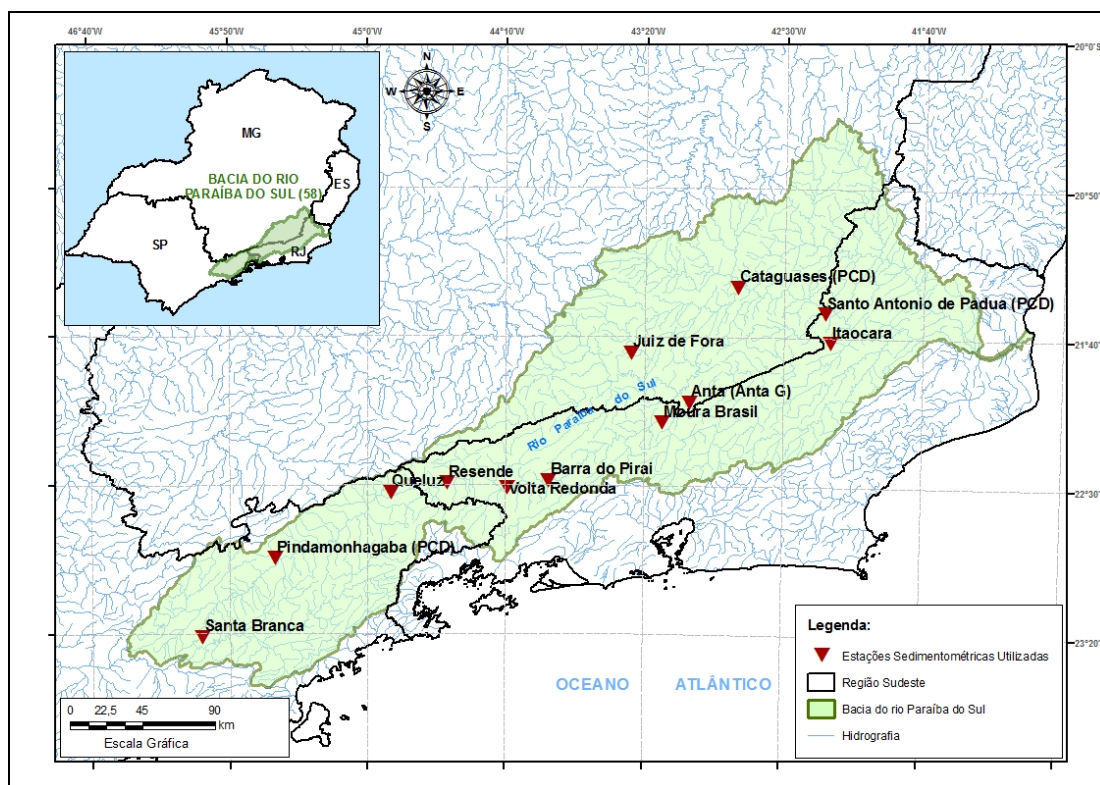 46°40'W
45°50'W
45°0'W
44°10'W
43°20'W
42°30'W
41°40'W
20°0'S
20°50'S
21°40'S
22°30'S
23°20'S
N
W
E
S
MG
BACIA DO RIO
PARAÍBA DO SUL (58)
ES
SP
RJ
Cataguases (PCD)
Santo Antonio de Padua (PCD)
Itaocara
Juiz de Fora
Rio Paraíba do Sul
Anta (Anta G)
Moura Brasil
Barra do Pirai
Resende
Queluz
Volta Redonda
Pindamonhagaba (PCD)
Santa Branca
OCEANO ATLÂNTICO
0 22,5 45 90
km
Escala Gráfica
Legenda:
Estações Sedimentométricas Utilizadas
Região Sudeste
Bacia do rio Paraíba do Sul
Hidrografia